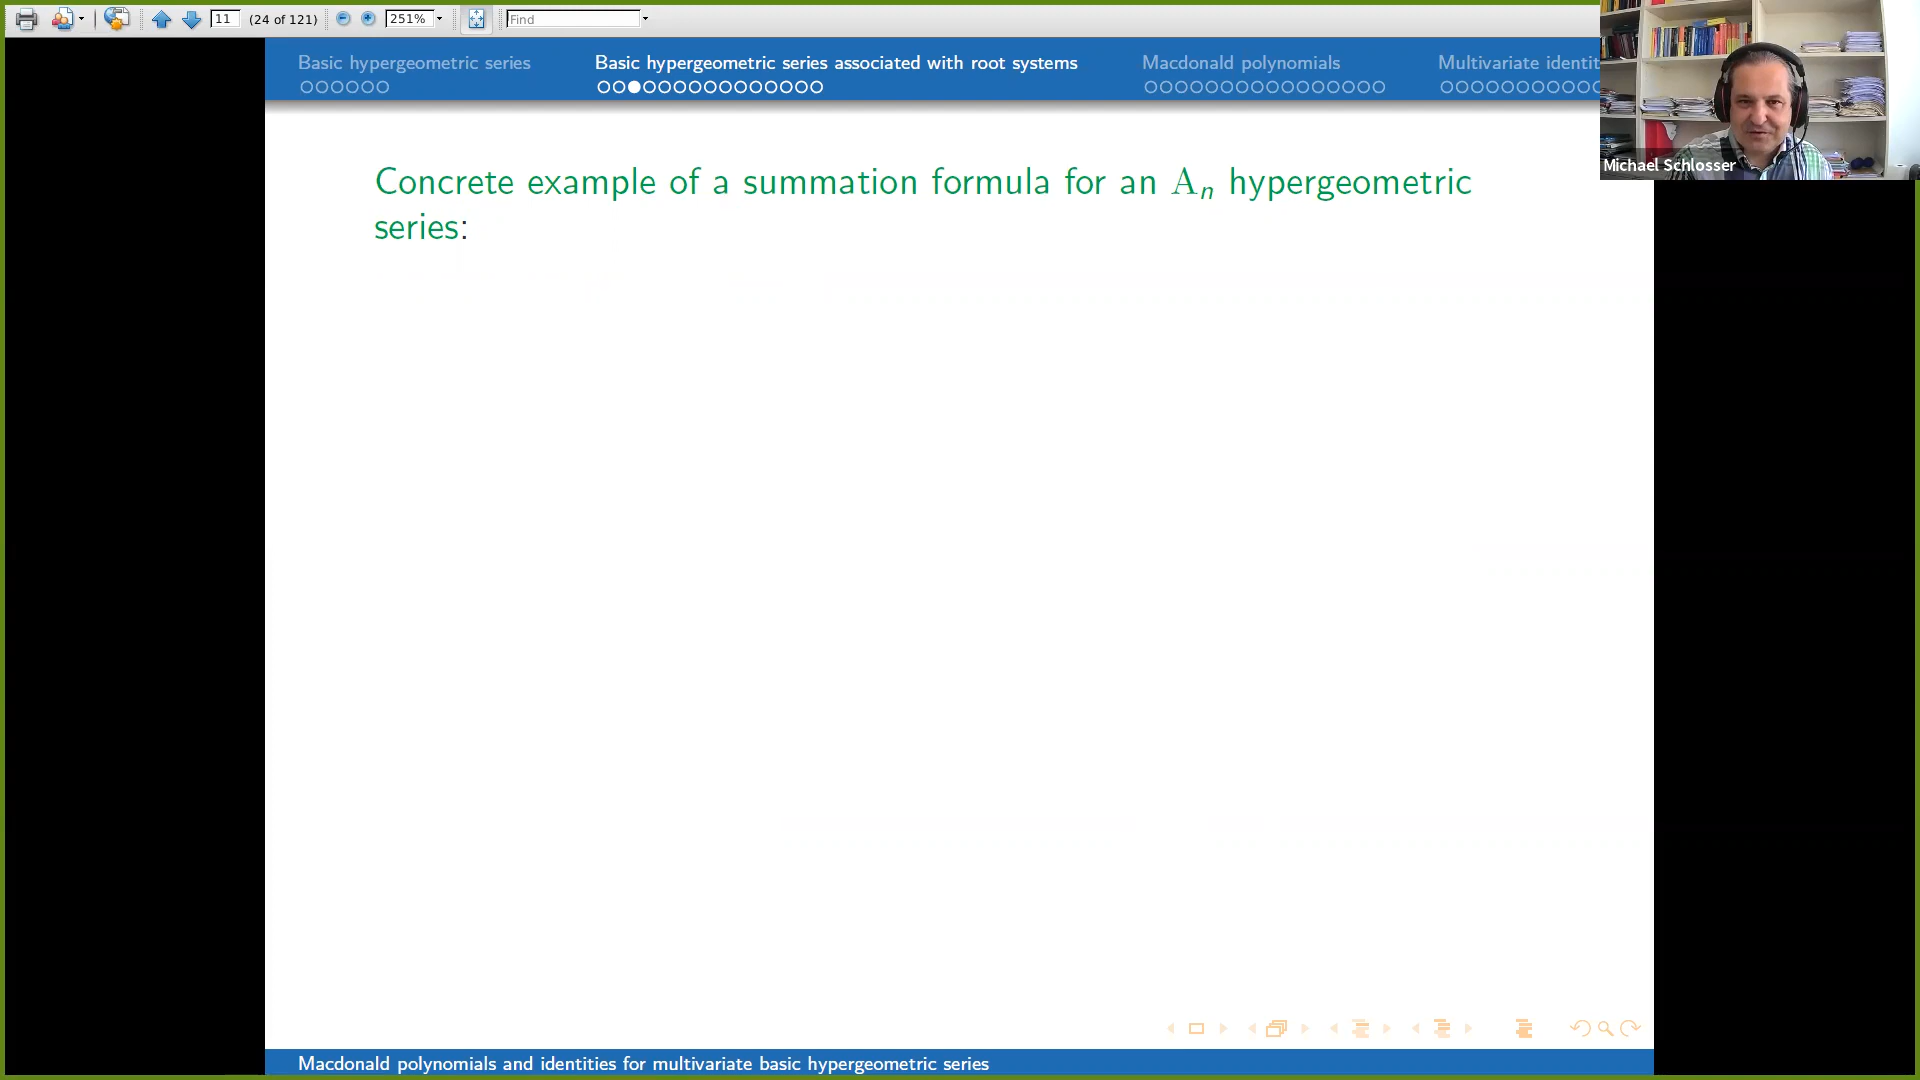 11 (24 of 121) 251% Find
Basic hypergeometric series Basic hypergeometric series associated with root systems Macdonald polynomials Multivariate identit
Michael Schlosser
Concrete example of a summation formula for an Aₙ hypergeometric
series:
Macdonald polynomials and identities for multivariate basic hypergeometric series